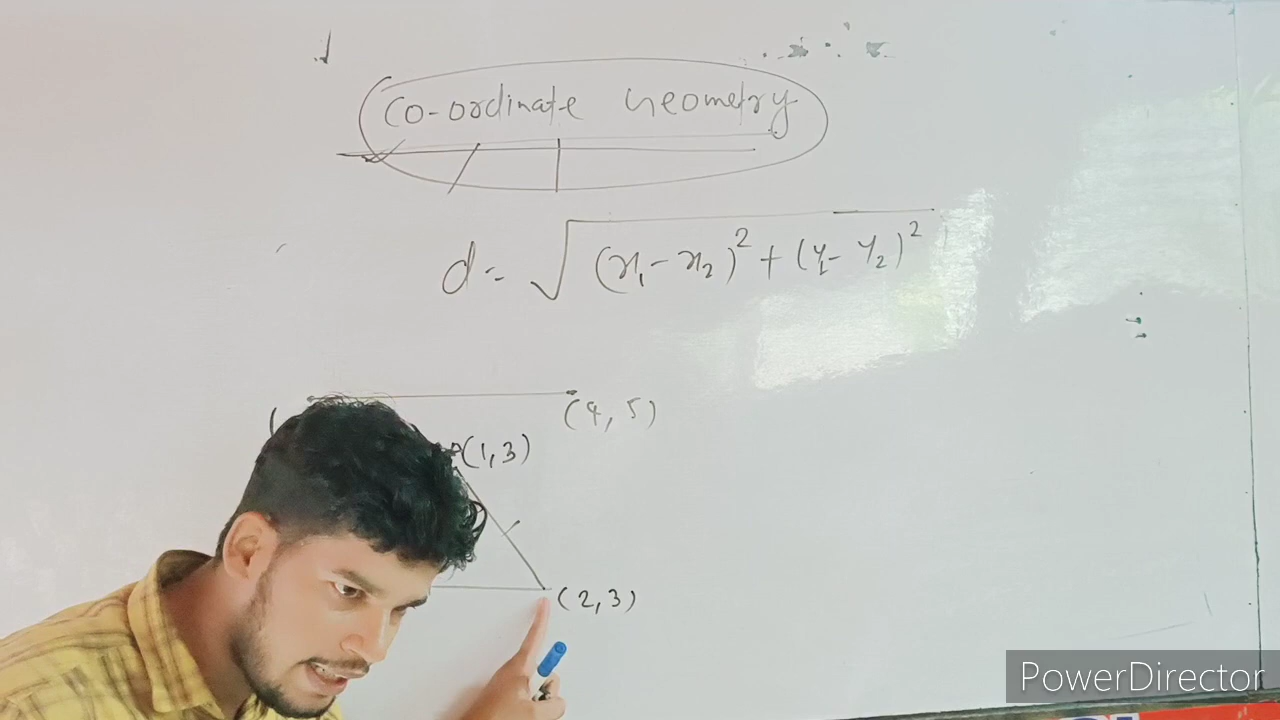 Co-ordinate Geometry
d = √(x₁ - x₂)² + (y₁ - y₂)²
(4, 5)
(1, 3)
(2, 3)
PowerDirector